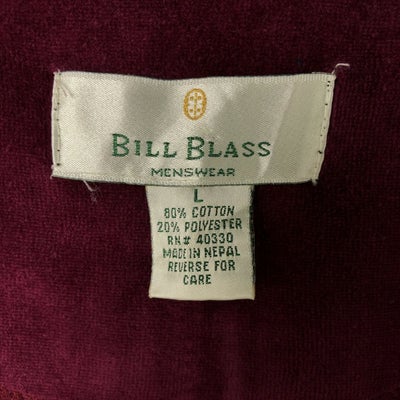 BILL BLASS
MENSWEAR
L
80% COTTON
20% POLYESTER
RN# 40330
MADE IN NEPAL
REVERSE FOR
CARE